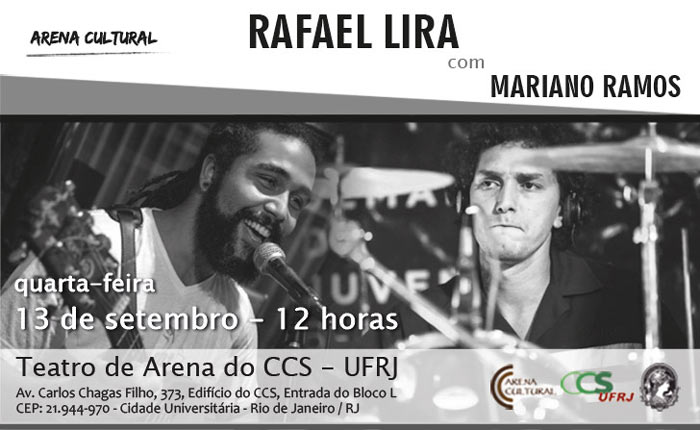 ARENA CULTURAL
RAFAEL LIRA
com
MARIANO RAMOS
EMA
JUVEN
quarta-feira
13 de setembro - 12 horas
Teatro de Arena do CCS - UFRJ
Av. Carlos Chagas Filho, 373, Edifício do CCS, Entrada do Bloco L
CEP: 21.944-970 - Cidade Universitária - Rio de Janeiro / RJ
ARENA
CULTURAL
CCS
UFRJ